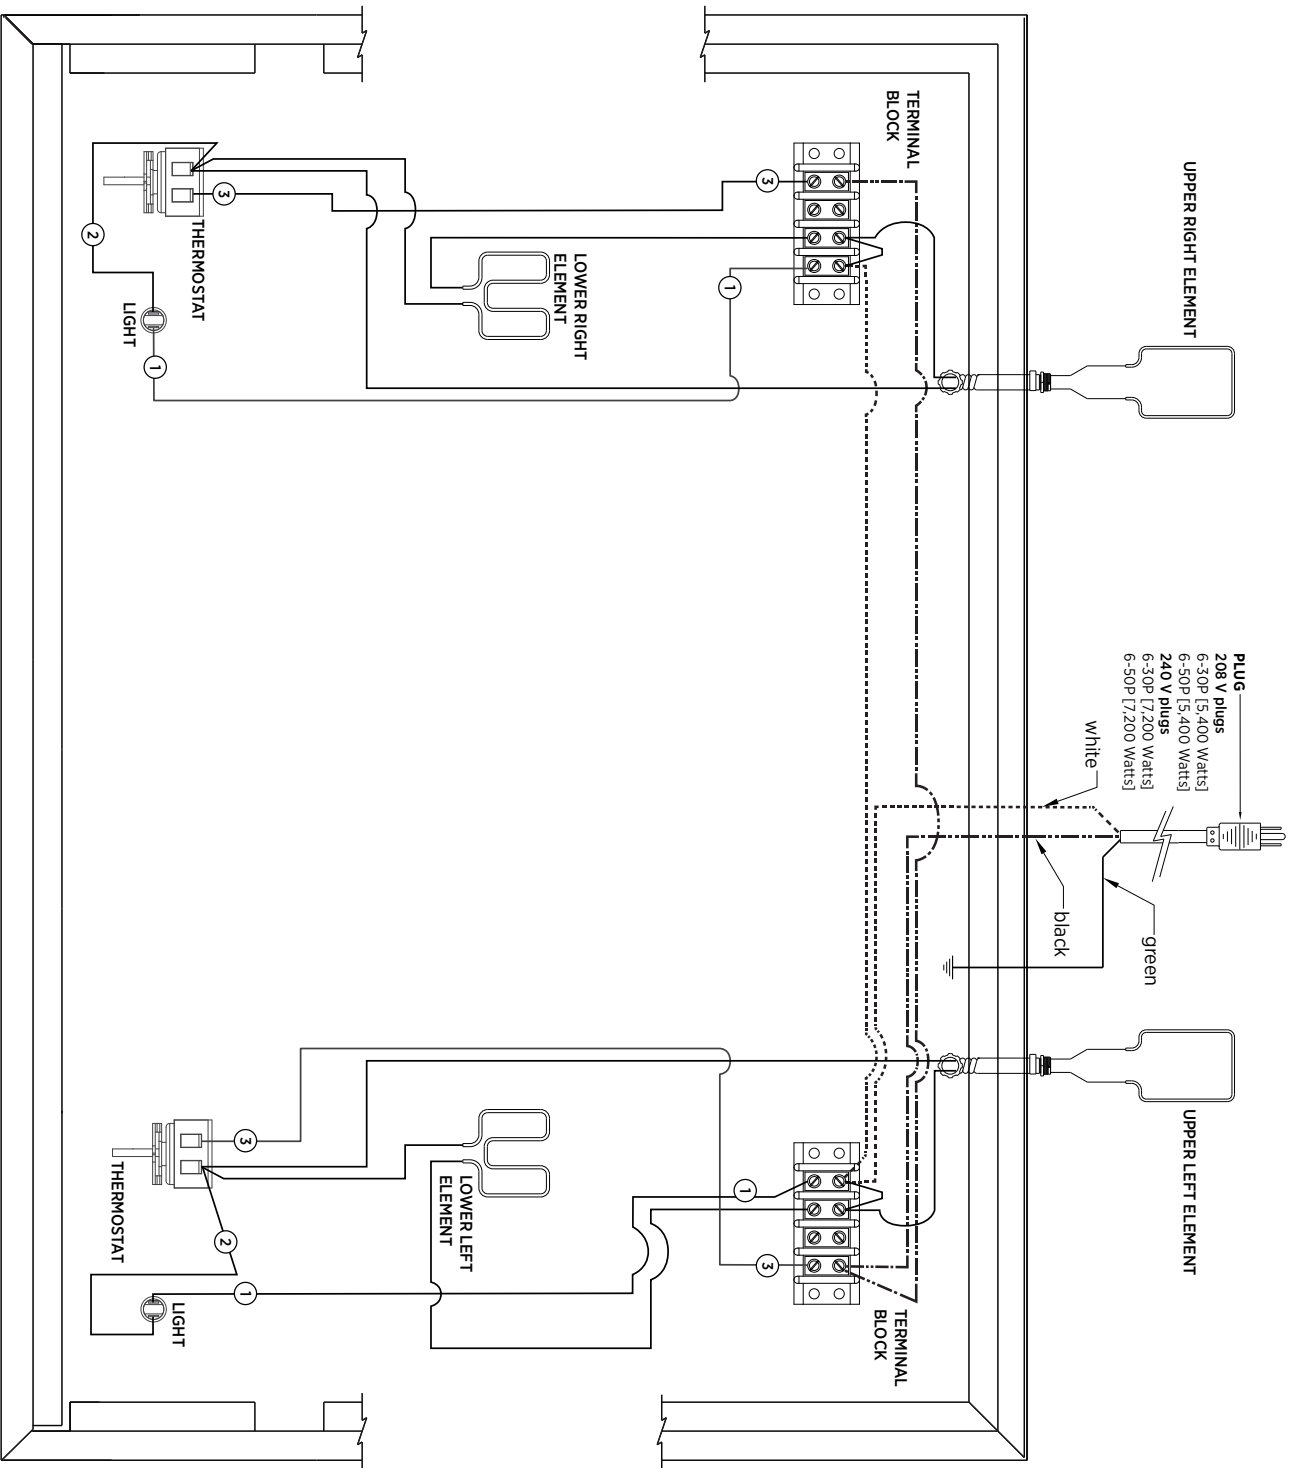 UPPER RIGHT ELEMENT
PLUG
208 V plugs
6-30P [5,400 Watts]
6-50P [5,400 Watts]
240 V plugs
6-30P [7,200 Watts]
6-50P [7,200 Watts]
white
black
green
UPPER LEFT ELEMENT
TERMINAL
BLOCK
3
1
LOWER RIGHT
ELEMENT
3
THERMOSTAT
2
LIGHT
1
TERMINAL
BLOCK
1
3
LOWER LEFT
ELEMENT
3
THERMOSTAT
2
1
LIGHT